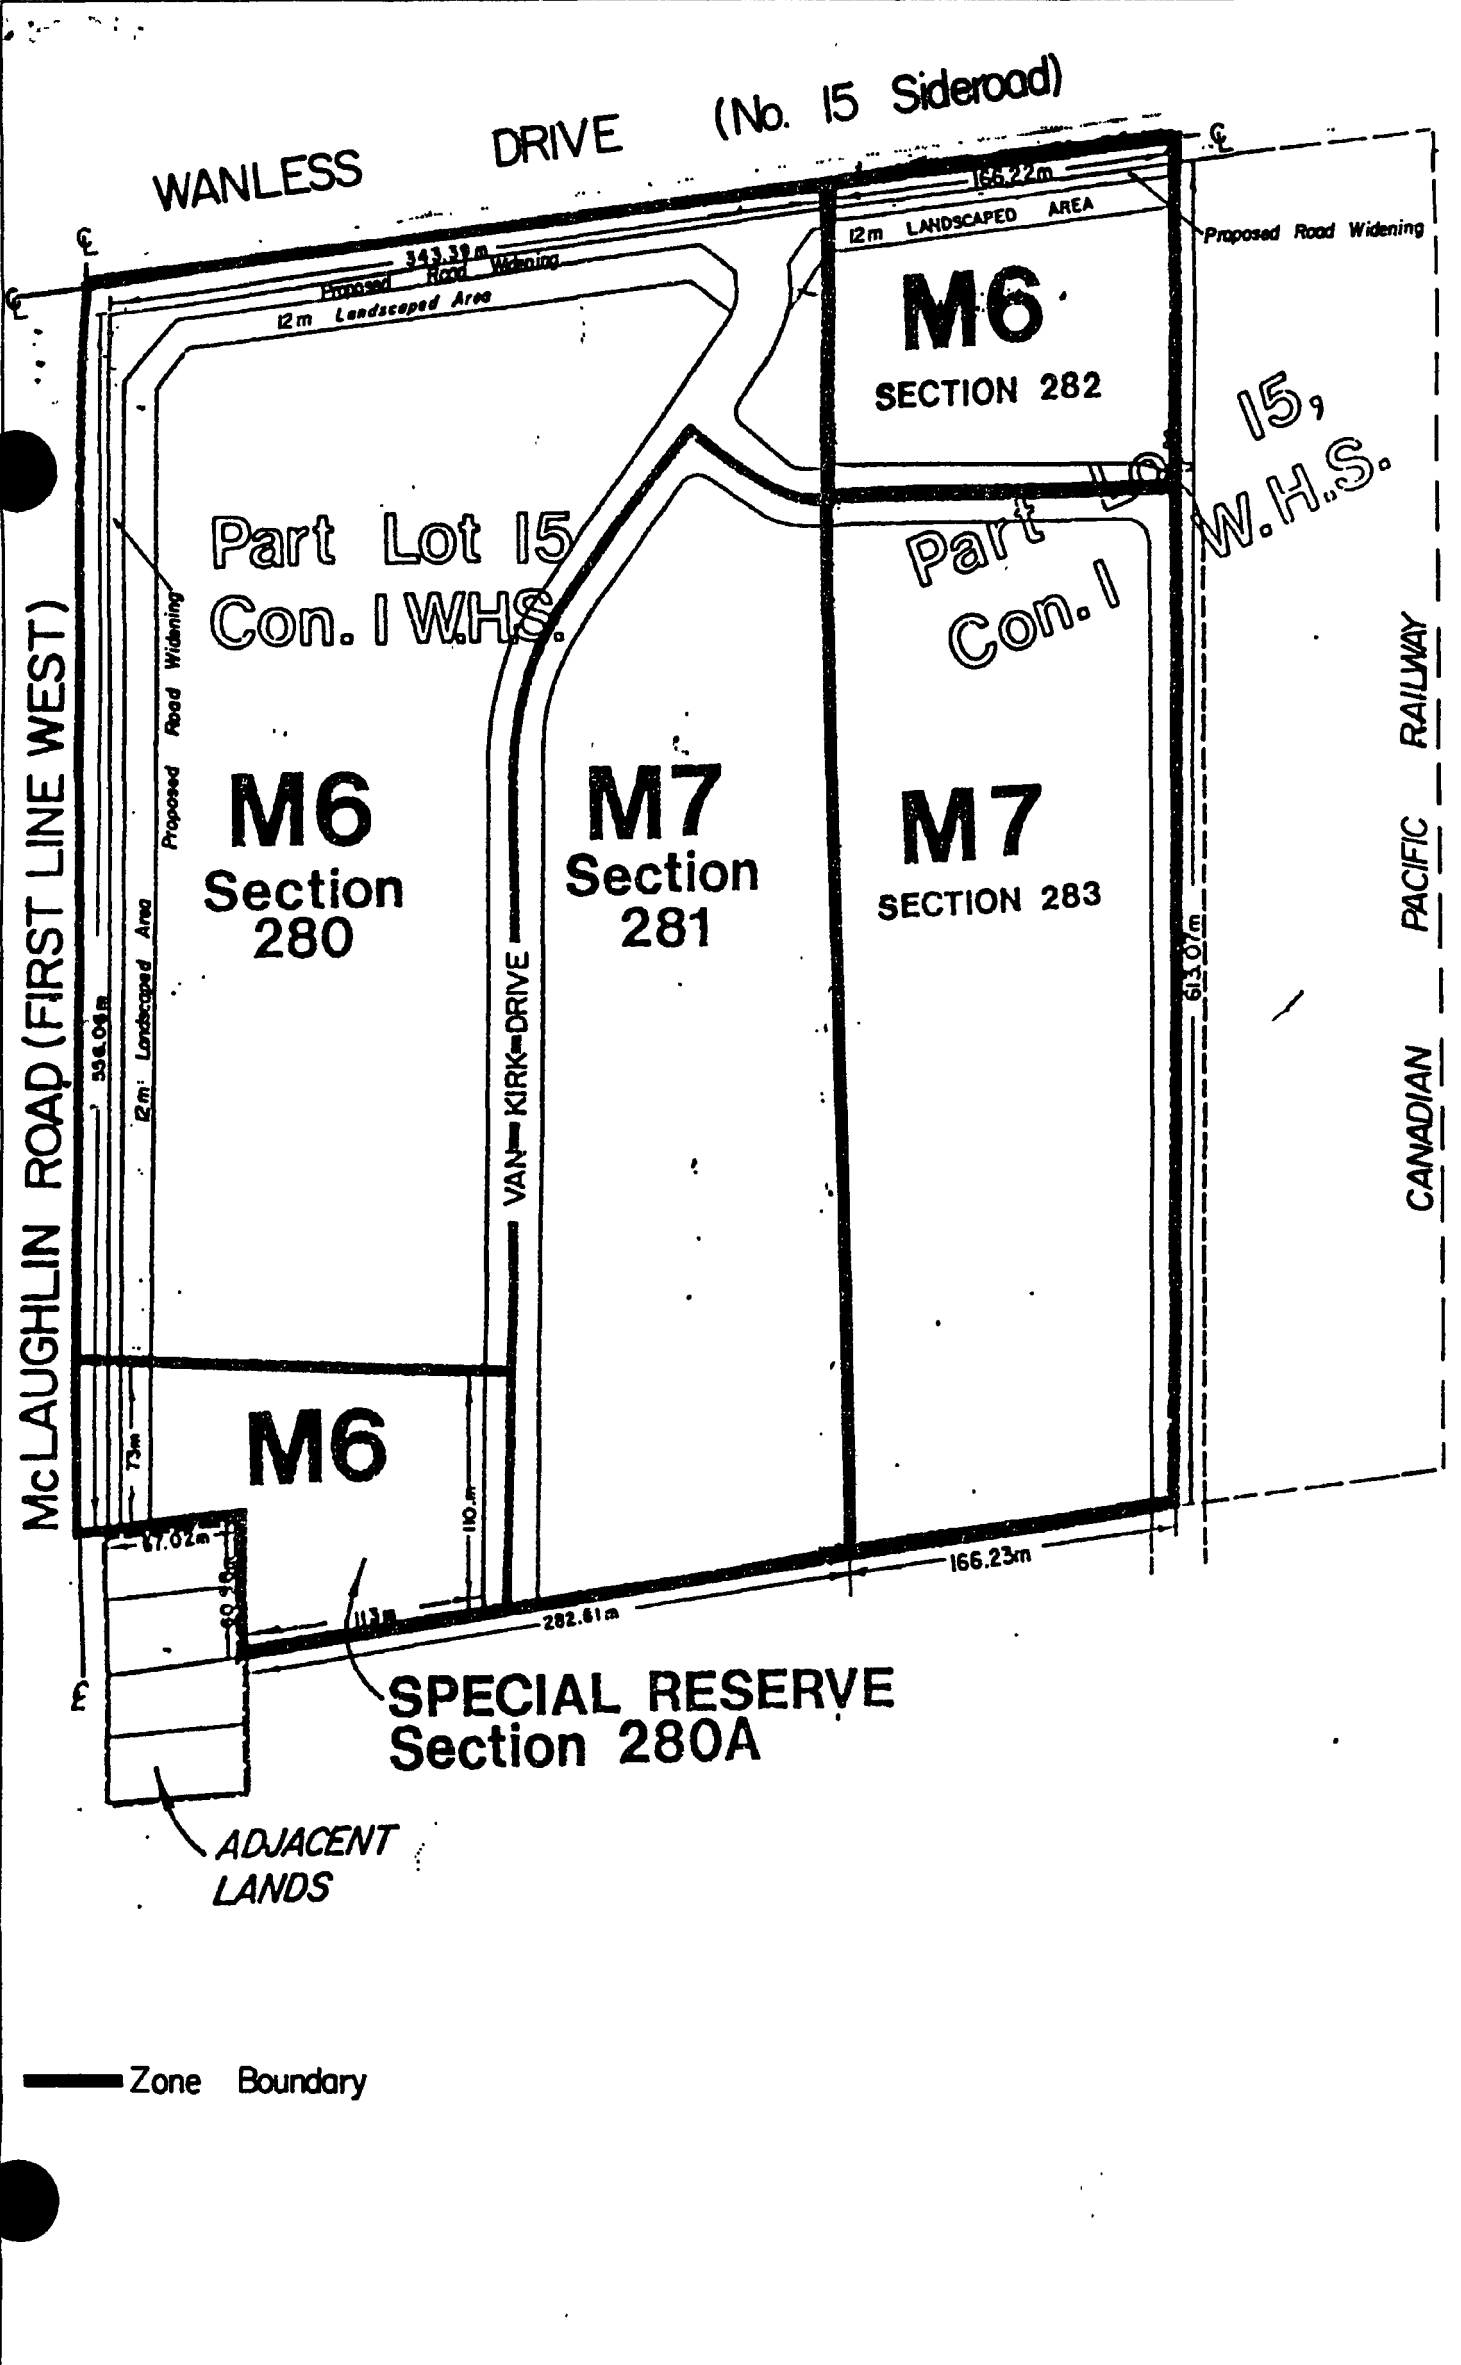 WANLESS DRIVE (No. 15 Sideroad)
166.22m
12m LANDSCAPED AREA
Proposed Road Widening
343.39m
Proposed Road Widening
12m Landscaped Area
M6
SECTION 282
Part Lot 15,
Con. 1 W.H.S.
Part Lot 15
Con. 1 W.H.S.
McLAUGHLIN ROAD (FIRST LINE WEST)
Proposed Road Widening
12m Landscaped Area
M6
Section
280
M7
Section
281
M7
SECTION 283
VAN KIRK DRIVE
613.07m
CANADIAN PACIFIC RAILWAY
M6
73m
110.m
67.02m
113m
282.61m
166.23m
SPECIAL RESERVE
Section 280A
ADJACENT
LANDS
Zone Boundary